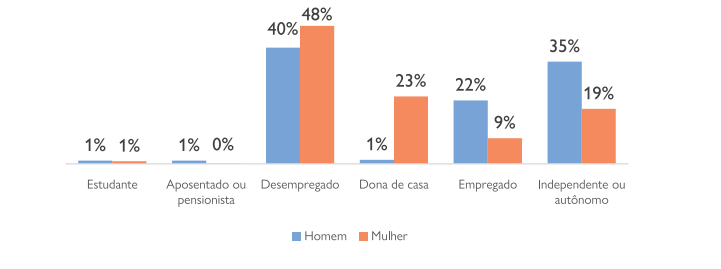 48%
40%
35%
23%
22%
19%
9%
1% 1%
1% 0%
1%
Estudante
Aposentado ou
pensionista
Desempregado
Dona de casa
Empregado
Independente ou
autônomo
Homem
Mulher